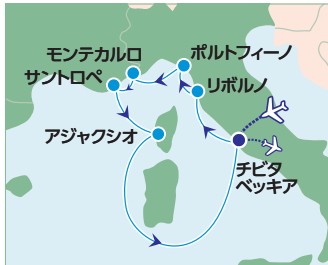 モンテカルロ
サントロペ
ポルトフィーノ
リボルノ
アジャクシオ
チビタ
ベッキア